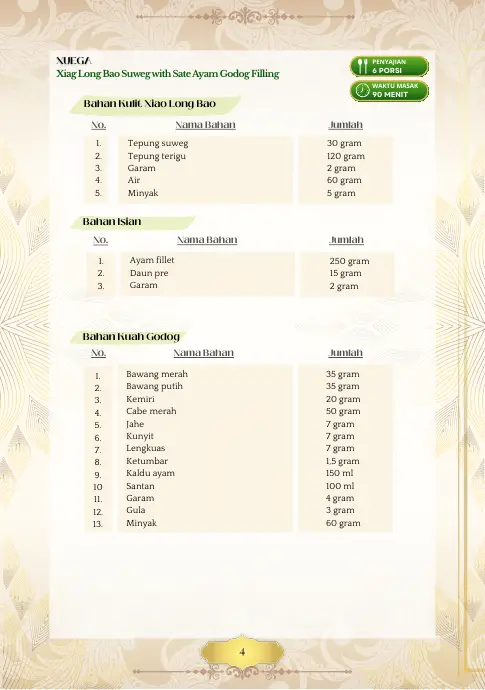 XUEGA
Xiag Long Bao Suweg with Sate Ayam Godog Filling
PENYAJIAN
6 PORSI
WAKTU MASAK
90 MENIT
Bahan Kulit Xiao Long Bao
No. Nama Bahan Jumlah
1. Tepung suweg 30 gram
2. Tepung terigu 120 gram
3. Garam 2 gram
4. Air 60 gram
5. Minyak 5 gram
Bahan Isian
No. Nama Bahan Jumlah
1. Ayam fillet 250 gram
2. Daun pre 15 gram
3. Garam 2 gram
Bahan Kuah Godog
No. Nama Bahan Jumlah
1. Bawang merah 35 gram
2. Bawang putih 35 gram
3. Kemiri 20 gram
4. Cabe merah 50 gram
5. Jahe 7 gram
6. Kunyit 7 gram
7. Lengkuas 7 gram
8. Ketumbar 1,5 gram
9. Kaldu ayam 150 ml
10 Santan 100 ml
11. Garam 4 gram
12. Gula 3 gram
13. Minyak 60 gram
4